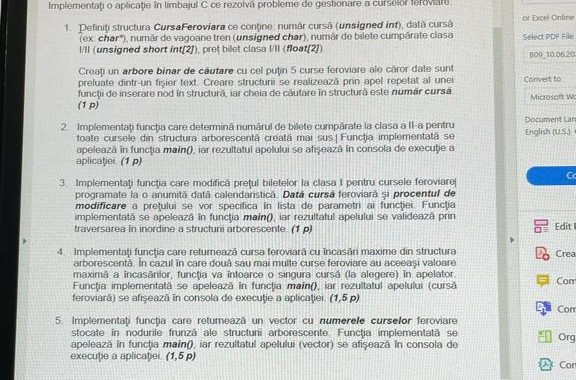 Implementați o aplicație în limbajul C ce rezolvă probleme de gestionare a curselor feroviare.
1. Definiți structura CursaFeroviara ce conține: număr cursă (unsigned int), dată cursă
(ex: char*), număr de vagoane tren (unsigned char), număr de bilete cumpărate clasa
I/II (unsigned short int[2]), preț bilet clasa I/II (float[2]).
Creați un arbore binar de căutare cu cel puțin 5 curse feroviare ale căror date sunt
preluate dintr-un fișier text. Creare structurii se realizează prin apel repetat al unei
funcții de inserare nod în structură, iar cheia de căutare în structură este număr cursă.
(1 p)
2. Implementați funcția care determină numărul de bilete cumpărate la clasa a II-a pentru
toate cursele din structura arborescentă creată mai sus. Funcția implementată se
apelează în funcția main(), iar rezultatul apelului se afișează în consola de execuție a
aplicației. (1 p)
3. Implementați funcția care modifică prețul biletelor la clasa I pentru cursele feroviare
programate la o anumită dată calendaristică. Dată cursă feroviară și procentul de
modificare a prețului se vor specifica în lista de parametri ai funcției. Funcția
implementată se apelează în funcția main(), iar rezultatul apelului se validează prin
traversarea în inordine a structurii arborescente. (1 p)
4. Implementați funcția care returnează cursa feroviară cu încasări maxime din structura
arborescentă. În cazul în care două sau mai multe curse feroviare au aceeași valoare
maximă a încasărilor, funcția va întoarce o singura cursă (la alegere) în apelator.
Funcția implementată se apelează în funcția main(), iar rezultatul apelului (cursă
feroviară) se afișează în consola de execuție a aplicației. (1,5 p)
5. Implementați funcția care returnează un vector cu numerele curselor feroviare
stocate în nodurile frunză ale structurii arborescente. Funcția implementată se
apelează în funcția main(), iar rezultatul apelului (vector) se afișează în consola de
execuție a aplicației. (1,5 p)
or Excel Online
Select PDF File
Convert to
Microsoft Wo
Document Lan
English (U.S.)
Co
Edit
Crea
Com
Com
Org
Con